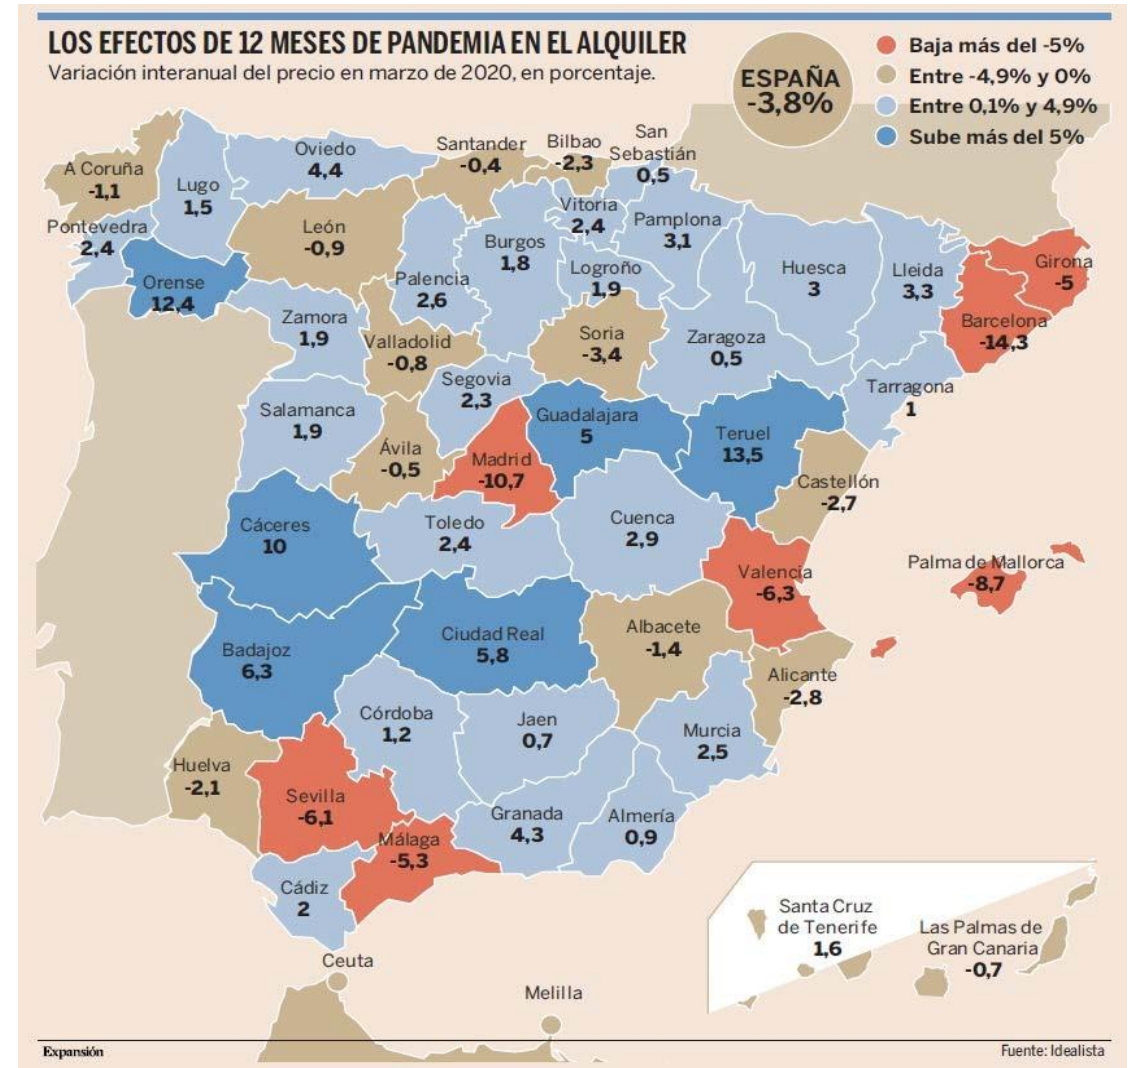 LOS EFECTOS DE 12 MESES DE PANDEMIA EN EL ALQUILER
Variación interanual del precio en marzo de 2020, en porcentaje.
ESPAÑA
-3,8%
Baja más del -5%
Entre -4,9% y 0%
Entre 0,1% y 4,9%
Sube más del 5%
A Coruña
-1,1
Lugo
1,5
Oviedo
4,4
Santander
-0,4
Bilbao
-2,3
San
Sebastián
0,5
Pontevedra
2,4
Orense
12,4
León
-0,9
Palencia
2,6
Burgos
1,8
Vitoria
2,4
Pamplona
3,1
Logroño
1,9
Huesca
3
Lleida
3,3
Girona
-5
Barcelona
-14,3
Zamora
1,9
Valladolid
-0,8
Soria
-3,4
Zaragoza
0,5
Tarragona
1
Salamanca
1,9
Segovia
2,3
Ávila
-0,5
Madrid
-10,7
Guadalajara
5
Teruel
13,5
Castellón
-2,7
Cáceres
10
Toledo
2,4
Cuenca
2,9
Valencia
-6,3
Palma de Mallorca
-8,7
Badajoz
6,3
Ciudad Real
5,8
Albacete
-1,4
Alicante
-2,8
Córdoba
1,2
Jaen
0,7
Murcia
2,5
Huelva
-2,1
Sevilla
-6,1
Málaga
-5,3
Granada
4,3
Almería
0,9
Cádiz
2
Ceuta
Melilla
Santa Cruz
de Tenerife
1,6
Las Palmas de
Gran Canaria
-0,7
Expansión
Fuente: Idealista